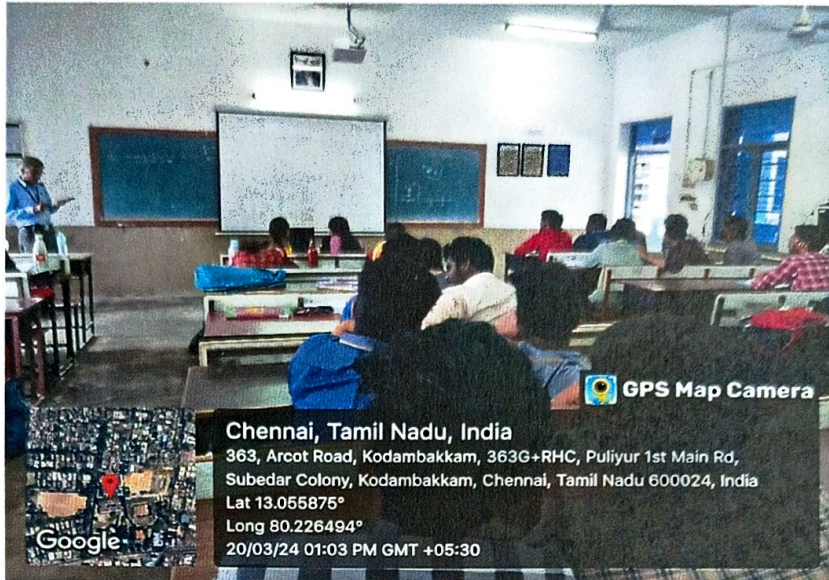 GPS Map Camera
Chennai, Tamil Nadu, India
363, Arcot Road, Kodambakkam, 363G+RHC, Puliyur 1st Main Rd,
Subedar Colony, Kodambakkam, Chennai, Tamil Nadu 600024, India
Lat 13.055875°
Long 80.226494°
20/03/24 01:03 PM GMT +05:30
Google